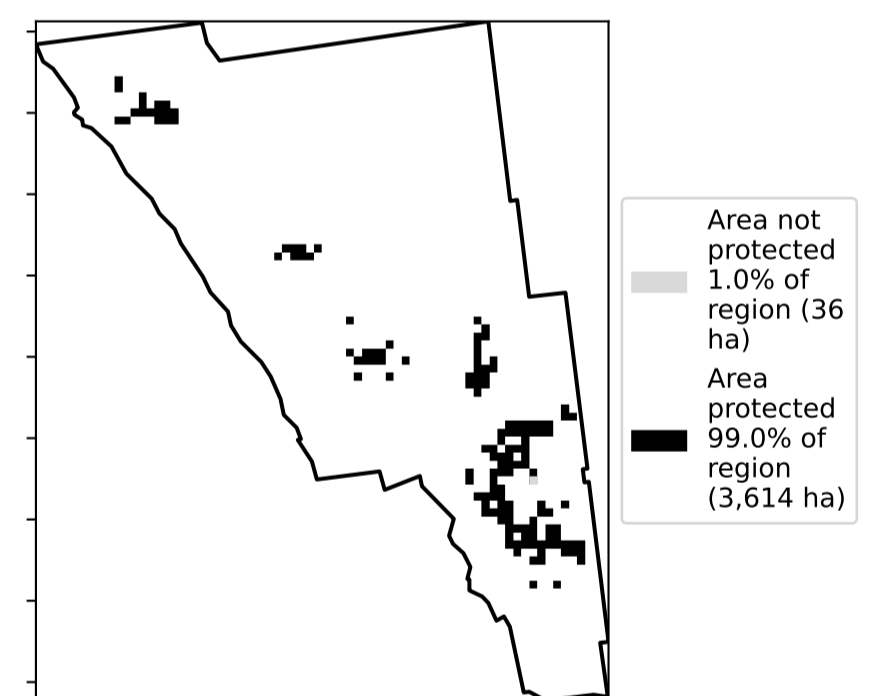 Area not
protected
1.0% of
region (36
ha)
Area
protected
99.0% of
region
(3,614 ha)